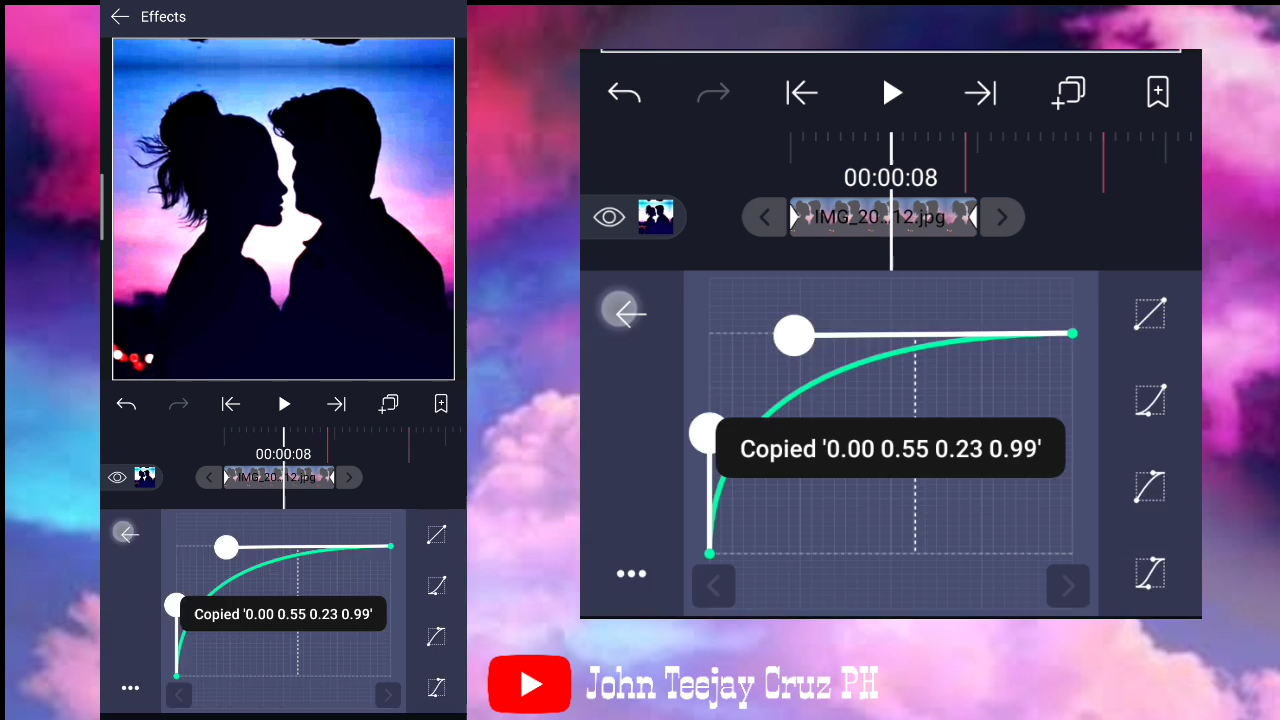 Effects
00:00:08
IMG_20...12.jpg
Copied '0.00 0.55 0.23 0.99'
00:00:08
IMG_20...12.jpg
Copied '0.00 0.55 0.23 0.99'
John Teejay Cruz PH